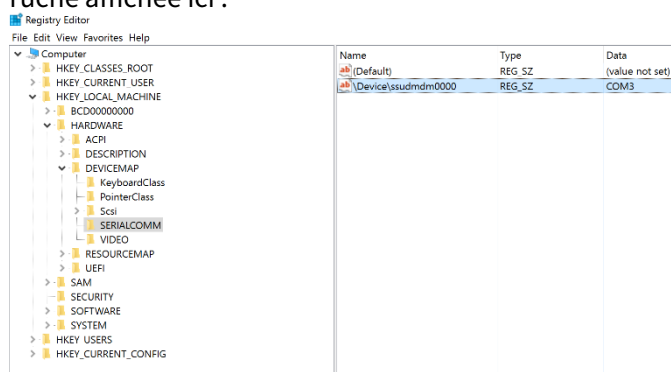 ruche affichée ici :
Registry Editor
File Edit View Favorites Help
Computer
HKEY_CLASSES_ROOT
HKEY_CURRENT_USER
HKEY_LOCAL_MACHINE
BCD00000000
HARDWARE
ACPI
DESCRIPTION
DEVICEMAP
KeyboardClass
PointerClass
Scsi
SERIALCOMM
VIDEO
RESOURCEMAP
UEFI
SAM
SECURITY
SOFTWARE
SYSTEM
HKEY_USERS
HKEY_CURRENT_CONFIG
Name Type Data
ab (Default) REG_SZ (value not set)
ab \Device\ssudmdm0000 REG_SZ COM3